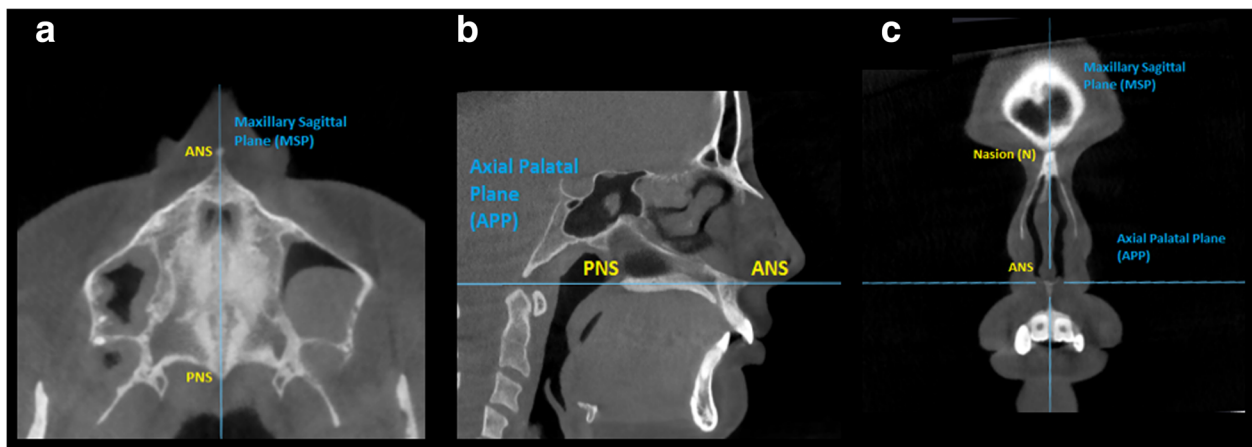 a
Maxillary Sagittal
Plane (MSP)
ANS
PNS
b
Axial Palatal
Plane
(APP)
PNS
ANS
c
Maxillary Sagittal
Plane (MSP)
Nasion (N)
Axial Palatal Plane
(APP)
ANS